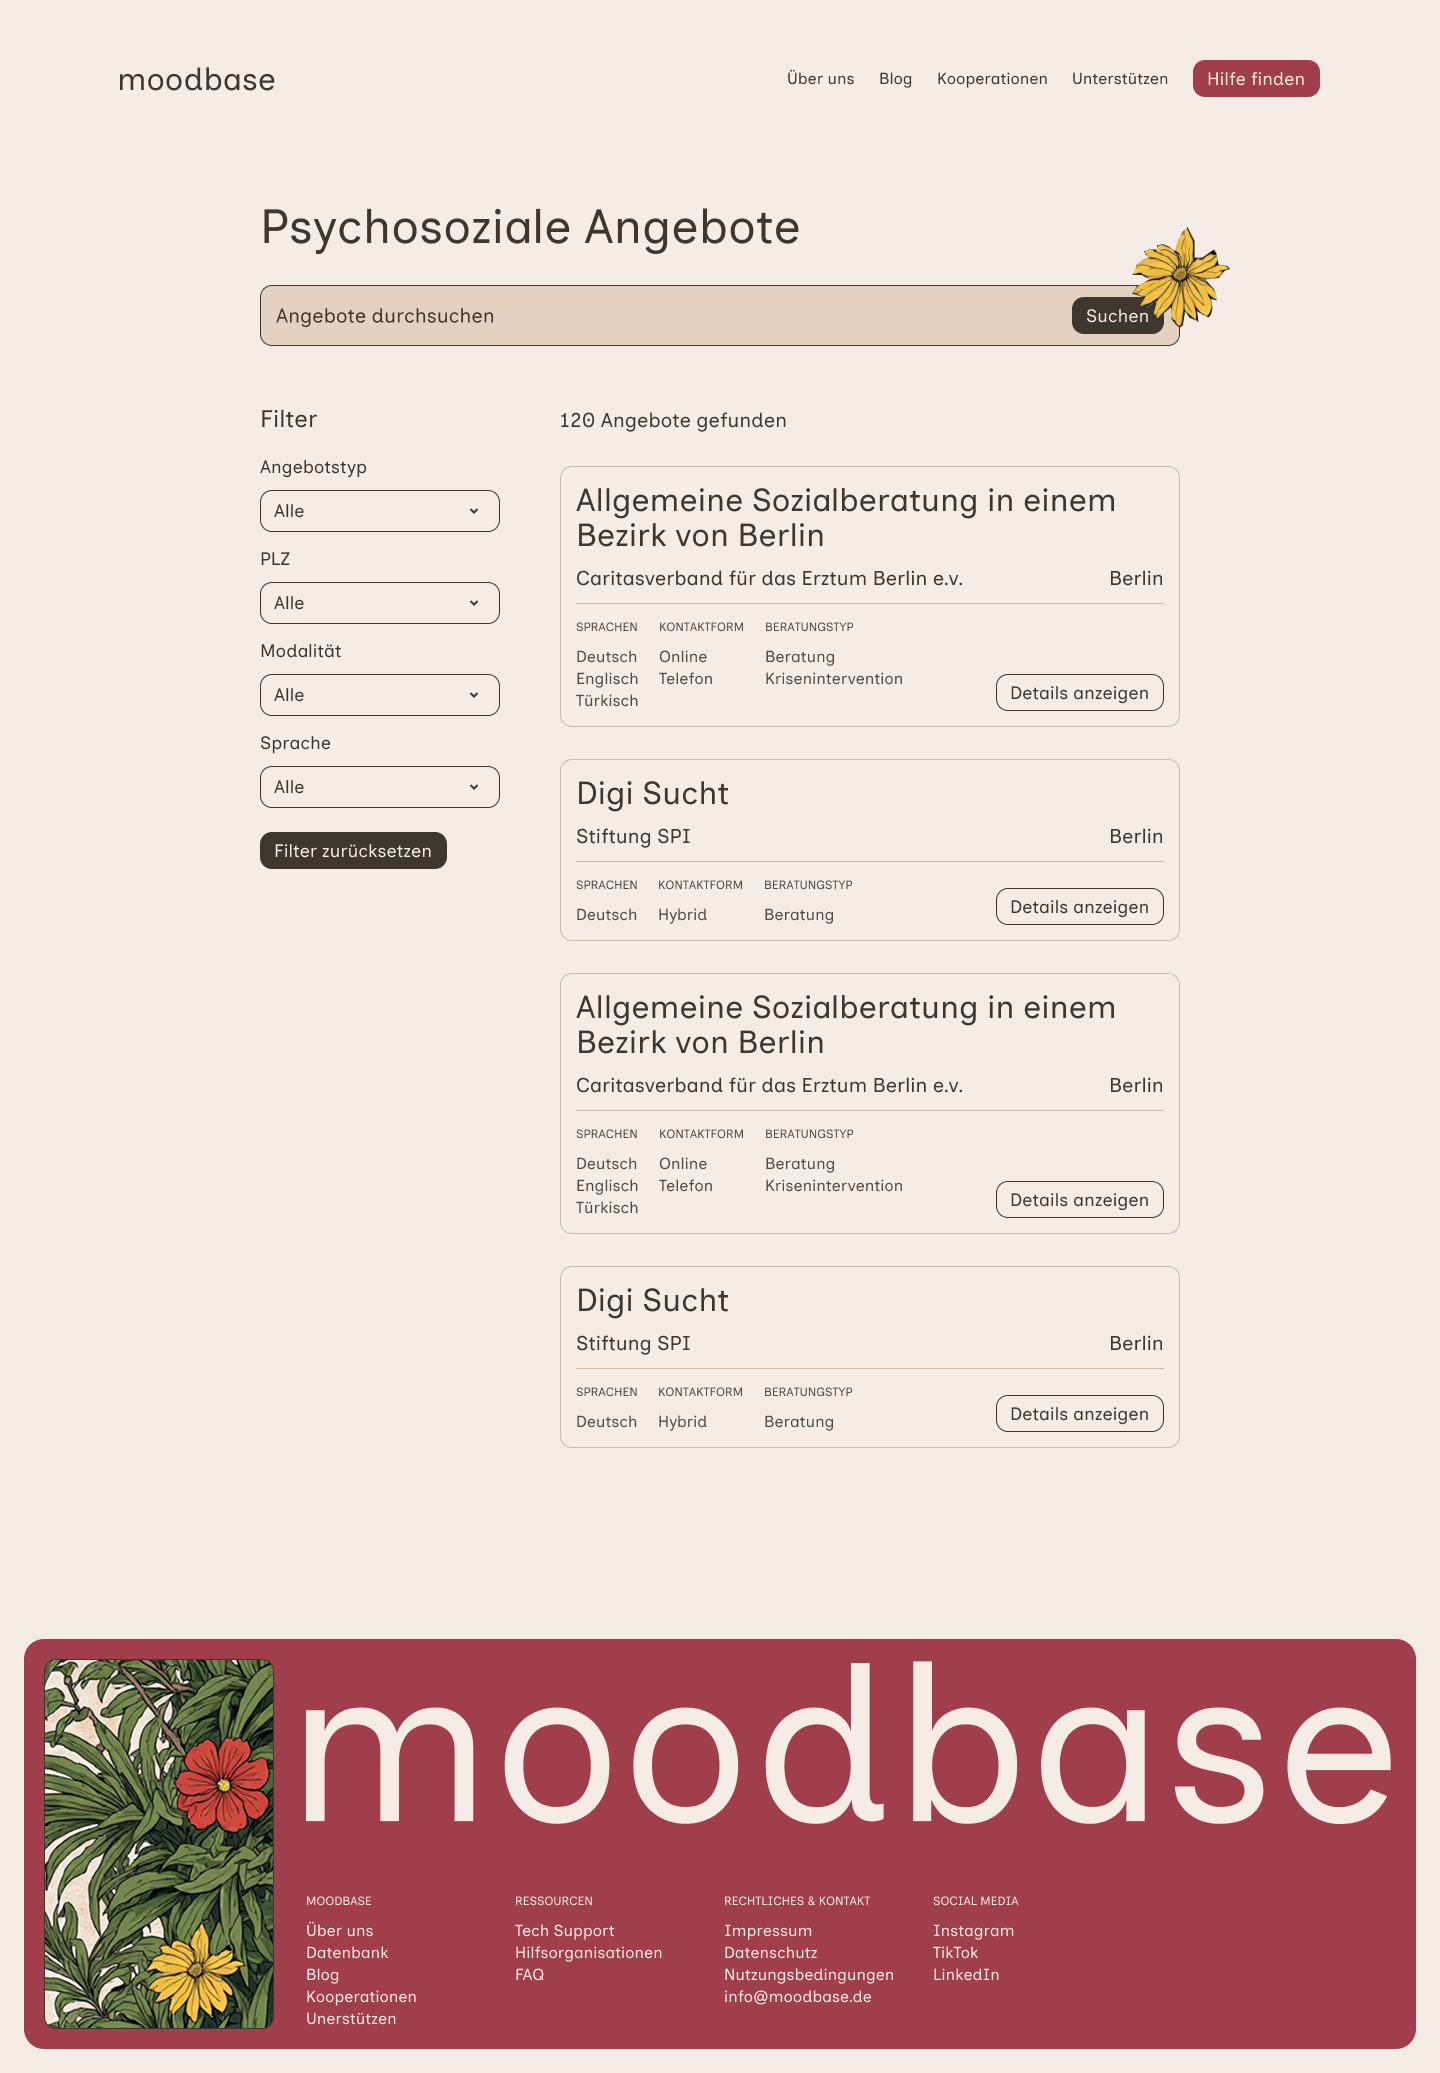 moodbase
Über uns Blog Kooperationen Unterstützen Hilfe finden
Psychosoziale Angebote
Angebote durchsuchen Suchen
Filter
Angebotstyp
Alle
PLZ
Alle
Modalität
Alle
Sprache
Alle
Filter zurücksetzen
120 Angebote gefunden
Allgemeine Sozialberatung in einem
Bezirk von Berlin
Caritasverband für das Erztum Berlin e.v. Berlin
SPRACHEN KONTAKTFORM BERATUNGSTYP
Deutsch Online Beratung
Englisch Telefon Krisenintervention
Türkisch
Details anzeigen
Digi Sucht
Stiftung SPI Berlin
SPRACHEN KONTAKTFORM BERATUNGSTYP
Deutsch Hybrid Beratung
Details anzeigen
Allgemeine Sozialberatung in einem
Bezirk von Berlin
Caritasverband für das Erztum Berlin e.v. Berlin
SPRACHEN KONTAKTFORM BERATUNGSTYP
Deutsch Online Beratung
Englisch Telefon Krisenintervention
Türkisch
Details anzeigen
Digi Sucht
Stiftung SPI Berlin
SPRACHEN KONTAKTFORM BERATUNGSTYP
Deutsch Hybrid Beratung
Details anzeigen
moodbase
MOODBASE
Über uns
Datenbank
Blog
Kooperationen
Unerstützen
RESSOURCEN
Tech Support
Hilfsorganisationen
FAQ
RECHTLICHES & KONTAKT
Impressum
Datenschutz
Nutzungsbedingungen
info@moodbase.de
SOCIAL MEDIA
Instagram
TikTok
LinkedIn